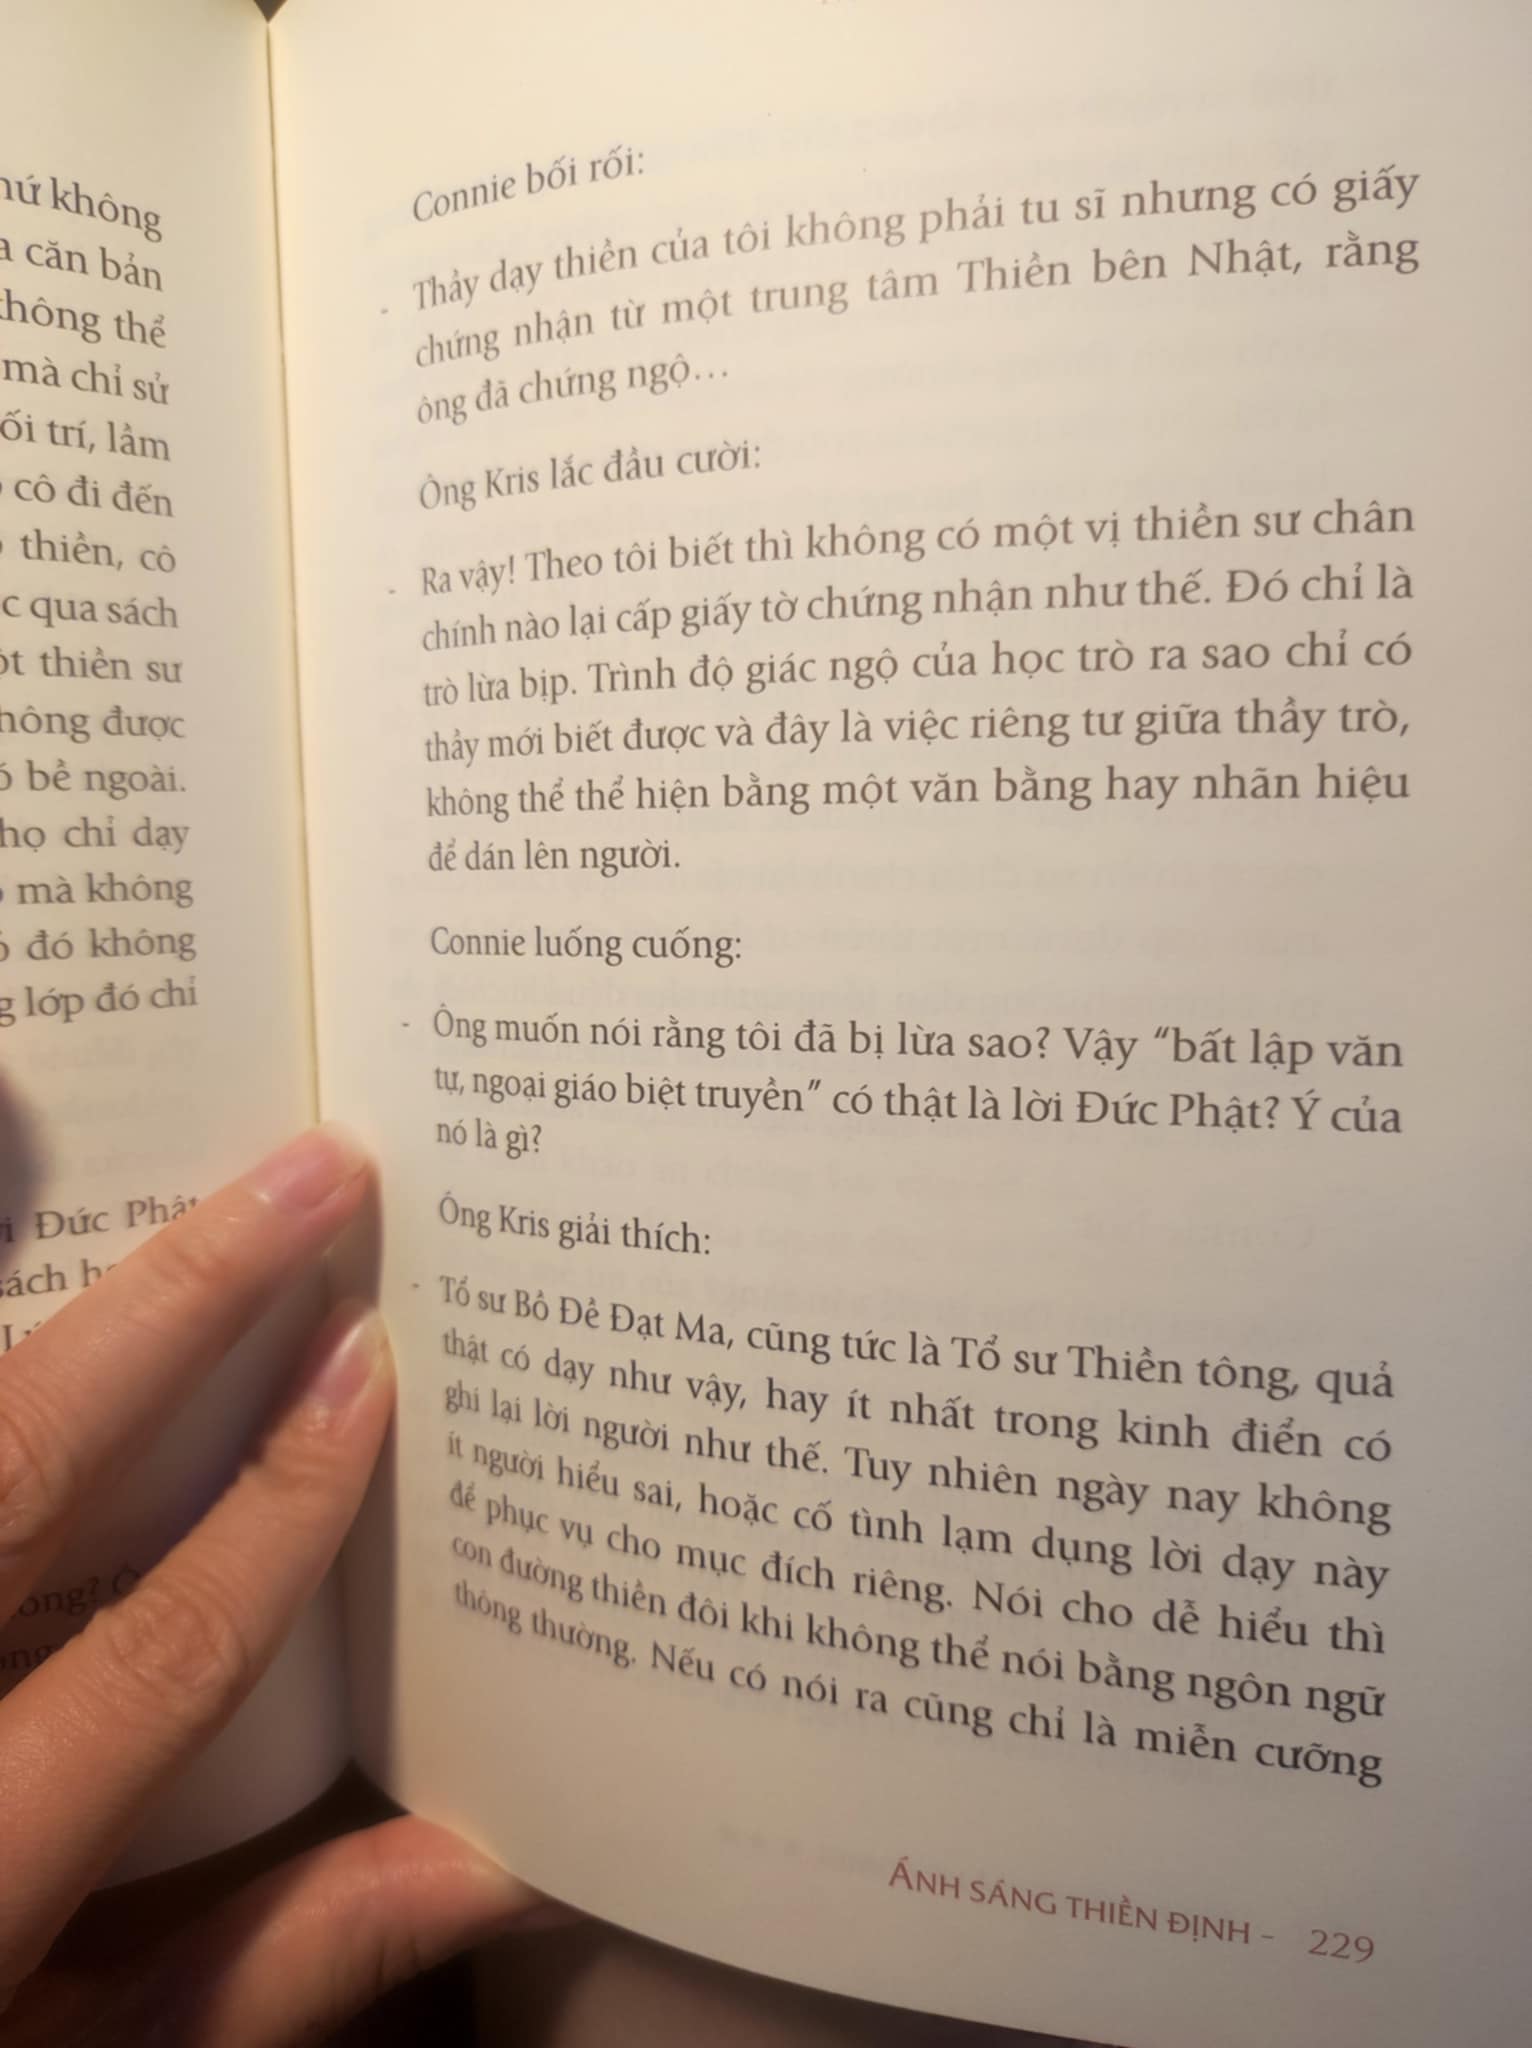 hứ không
a căn bản
không thể
mà chỉ sử
ối trí, lầm
cô đi đến
thiền, cô
c qua sách
ột thiền sư
hông được
ó bề ngoài.
họ chỉ dạy
mà không
ó đó không
g lớp đó chỉ
i Đức Phật
sách
Connie bối rối:
- Thầy dạy thiền của tôi không phải tu sĩ nhưng có giấy
chứng nhận từ một trung tâm Thiền bên Nhật, rằng
ông đã chứng ngộ...
Ông Kris lắc đầu cười:
- Ra vậy! Theo tôi biết thì không có một vị thiền sư chân
chính nào lại cấp giấy tờ chứng nhận như thế. Đó chỉ là
trò lừa bịp. Trình độ giác ngộ của học trò ra sao chỉ có
thầy mới biết được và đây là việc riêng tư giữa thầy trò,
không thể thể hiện bằng một văn bằng hay nhãn hiệu
để dán lên người.
Connie luống cuống:
- Ông muốn nói rằng tôi đã bị lừa sao? Vậy “bất lập văn
tự, ngoại giáo biệt truyền” có thật là lời Đức Phật? Ý của
nó là gì?
Ông Kris giải thích:
- Tổ sư Bồ Đề Đạt Ma, cũng tức là Tổ sư Thiền tông, quả
thật có dạy như vậy, hay ít nhất trong kinh điển có
ghi lại lời người như thế. Tuy nhiên ngày nay không
ít người hiểu sai, hoặc cố tình lạm dụng lời dạy này
để phục vụ cho mục đích riêng. Nói cho dễ hiểu thì
con đường thiền đôi khi không thể nói bằng ngôn ngữ
thông thường. Nếu có nói ra cũng chỉ là miễn cưỡng
ÁNH SÁNG THIỀN ĐỊNH - 229